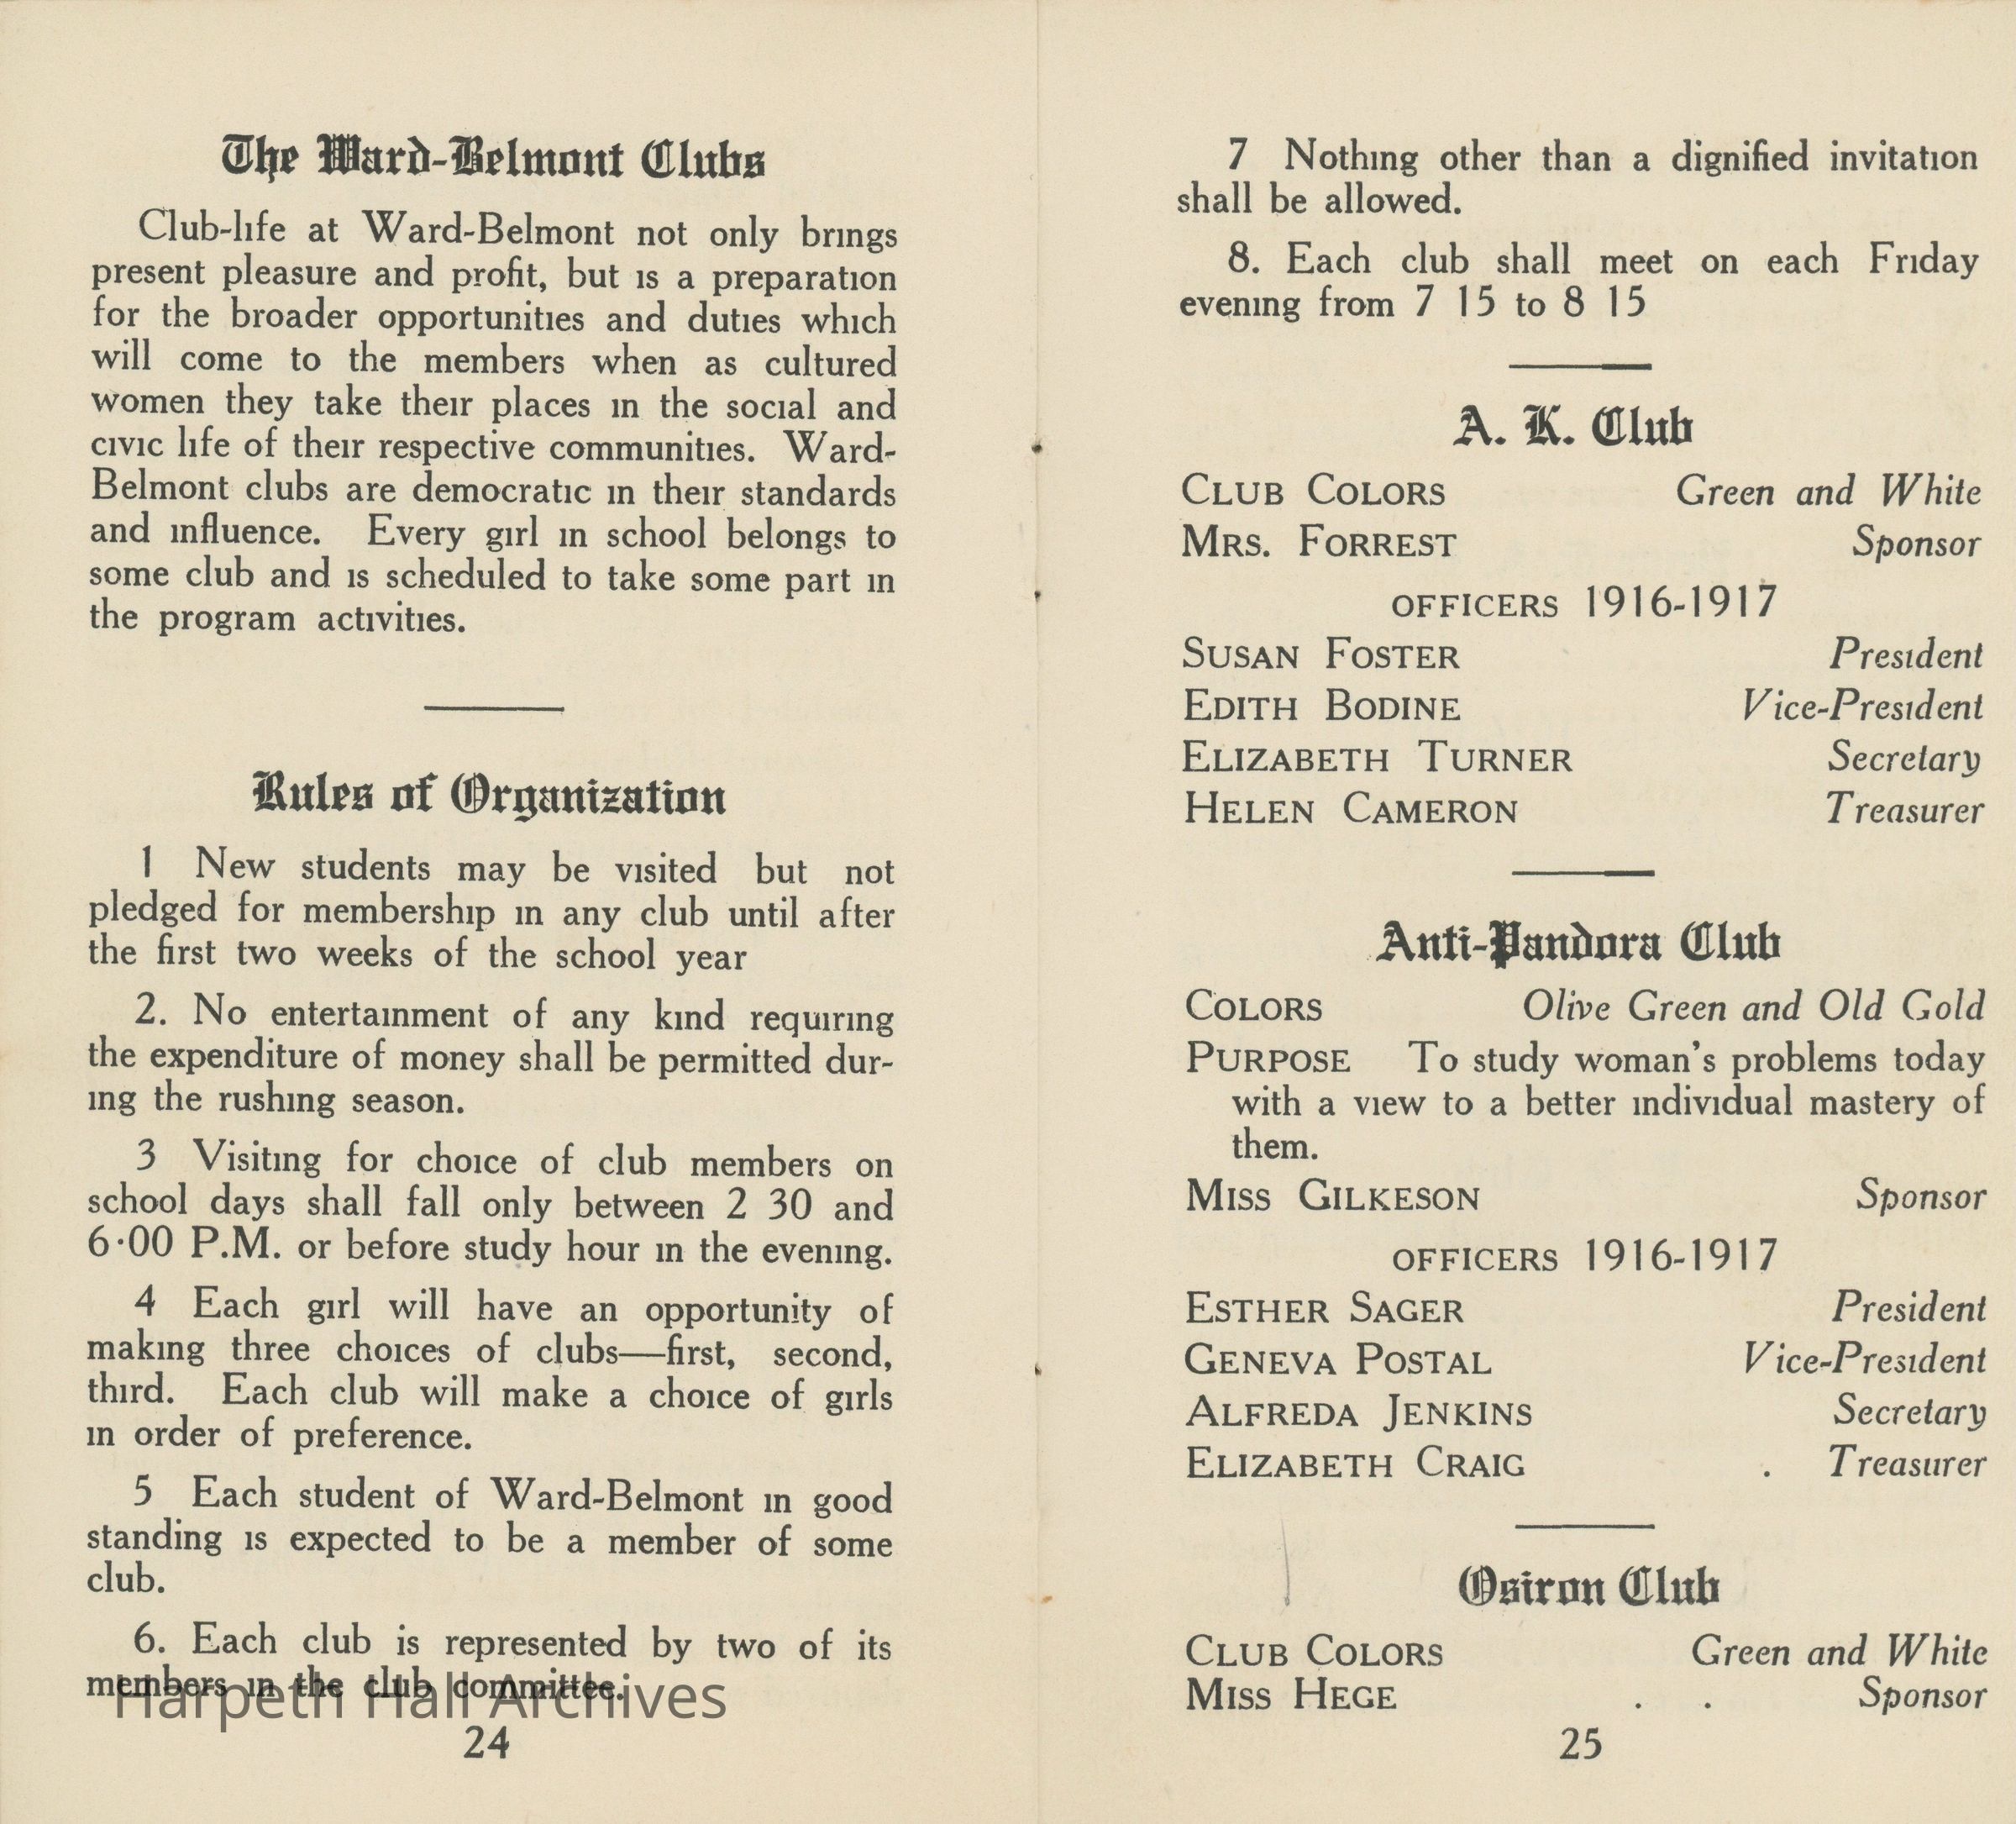 The Ward-Belmont Clubs
Club-life at Ward-Belmont not only brings
present pleasure and profit, but is a preparation
for the broader opportunities and duties which
will come to the members when as cultured
women they take their places in the social and
civic life of their respective communities. Ward-
Belmont clubs are democratic in their standards
and influence. Every girl in school belongs to
some club and is scheduled to take some part in
the program activities.
Rules of Organization
1 New students may be visited but not
pledged for membership in any club until after
the first two weeks of the school year
2. No entertainment of any kind requiring
the expenditure of money shall be permitted dur-
ing the rushing season.
3 Visiting for choice of club members on
school days shall fall only between 2 30 and
6·00 P.M. or before study hour in the evening.
4 Each girl will have an opportunity of
making three choices of clubs—first, second,
third. Each club will make a choice of girls
in order of preference.
5 Each student of Ward-Belmont in good
standing is expected to be a member of some
club.
6. Each club is represented by two of its
members in the club committee.
Harpeth Hall Archives
24
7 Nothing other than a dignified invitation
shall be allowed.
8. Each club shall meet on each Friday
evening from 7 15 to 8 15
A. K. Club
CLUB COLORS Green and White
MRS. FORREST Sponsor
OFFICERS 1916-1917
SUSAN FOSTER President
EDITH BODINE Vice-President
ELIZABETH TURNER Secretary
HELEN CAMERON Treasurer
Anti-Pandora Club
COLORS Olive Green and Old Gold
PURPOSE To study woman's problems today
with a view to a better individual mastery of
them.
MISS GILKESON Sponsor
OFFICERS 1916-1917
ESTHER SAGER President
GENEVA POSTAL Vice-President
ALFREDA JENKINS Secretary
ELIZABETH CRAIG . Treasurer
Osiron Club
CLUB COLORS Green and White
MISS HEGE . . Sponsor
25